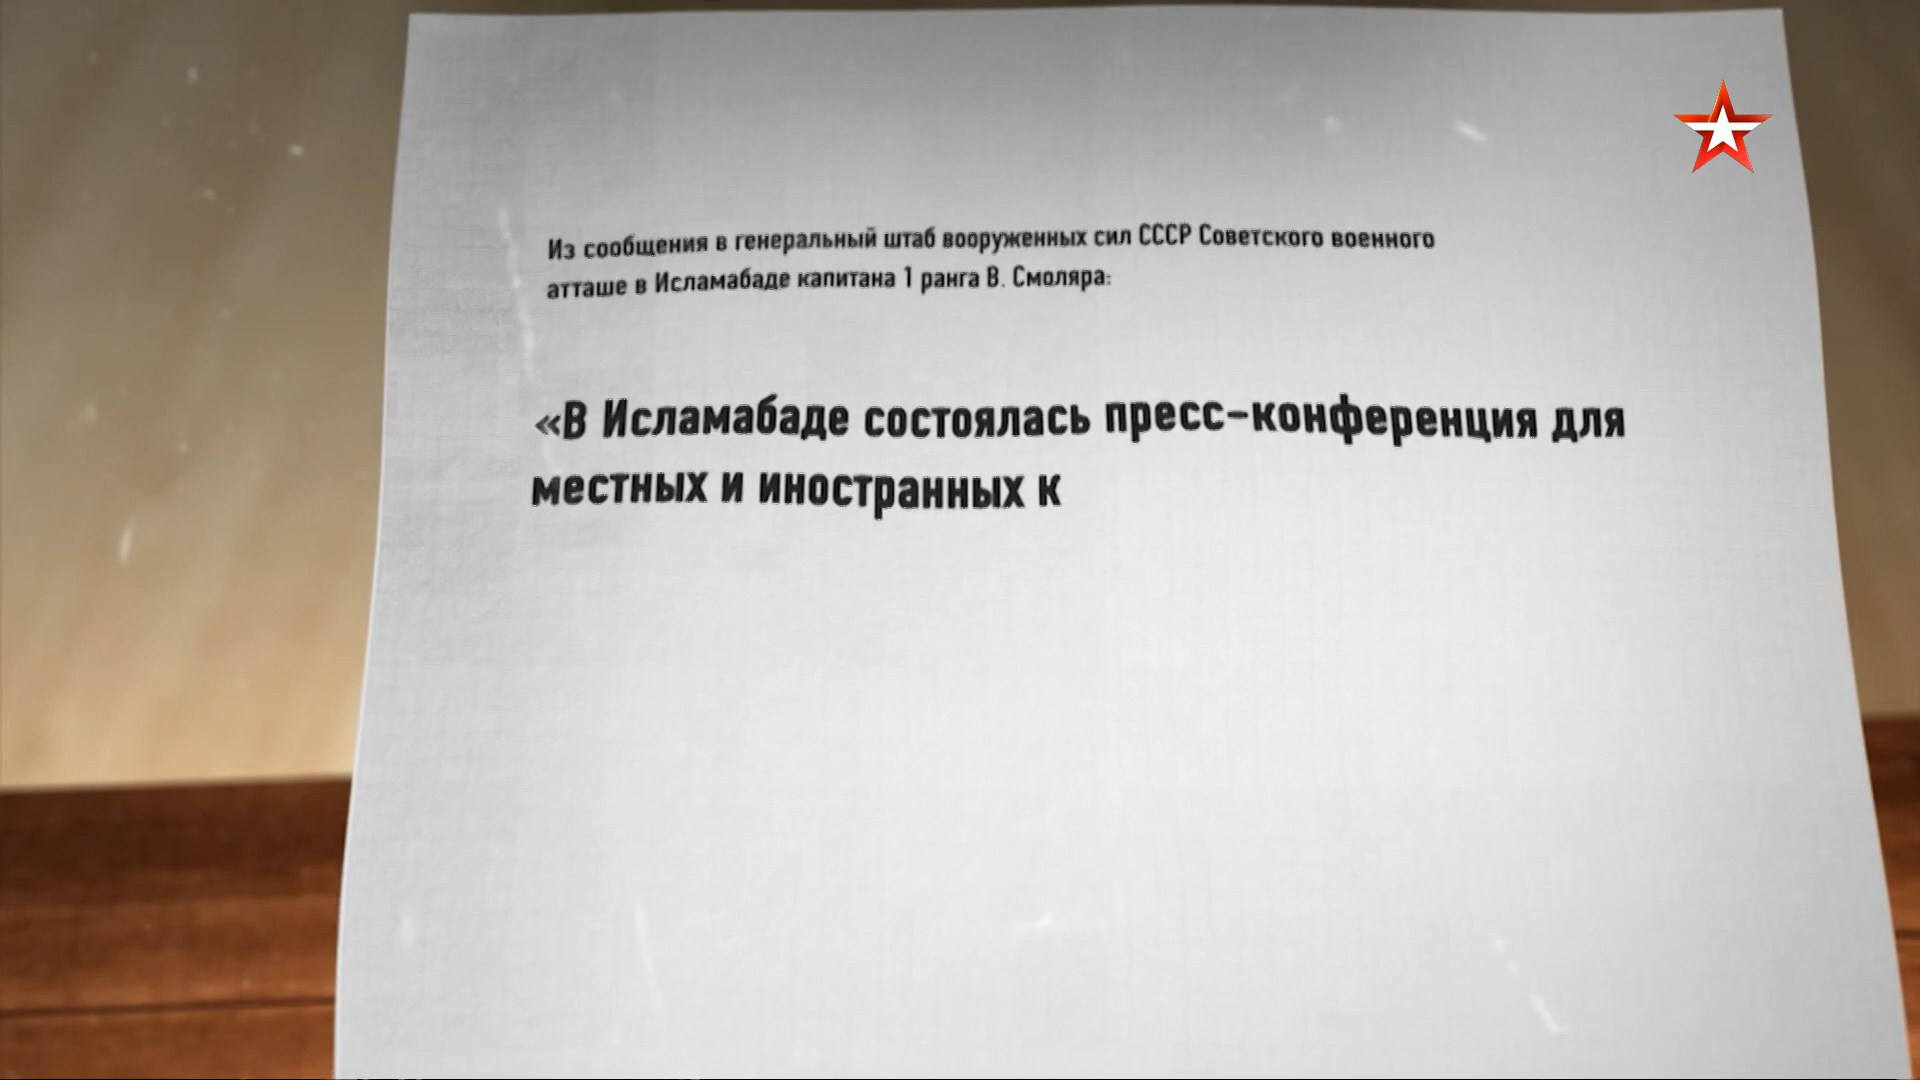 Из сообщения в генеральный штаб вооруженных сил СССР Советского военного
атташе в Исламабаде капитана 1 ранга В. Смоляра:
«В Исламабаде состоялась пресс-конференция для
местных и иностранных к